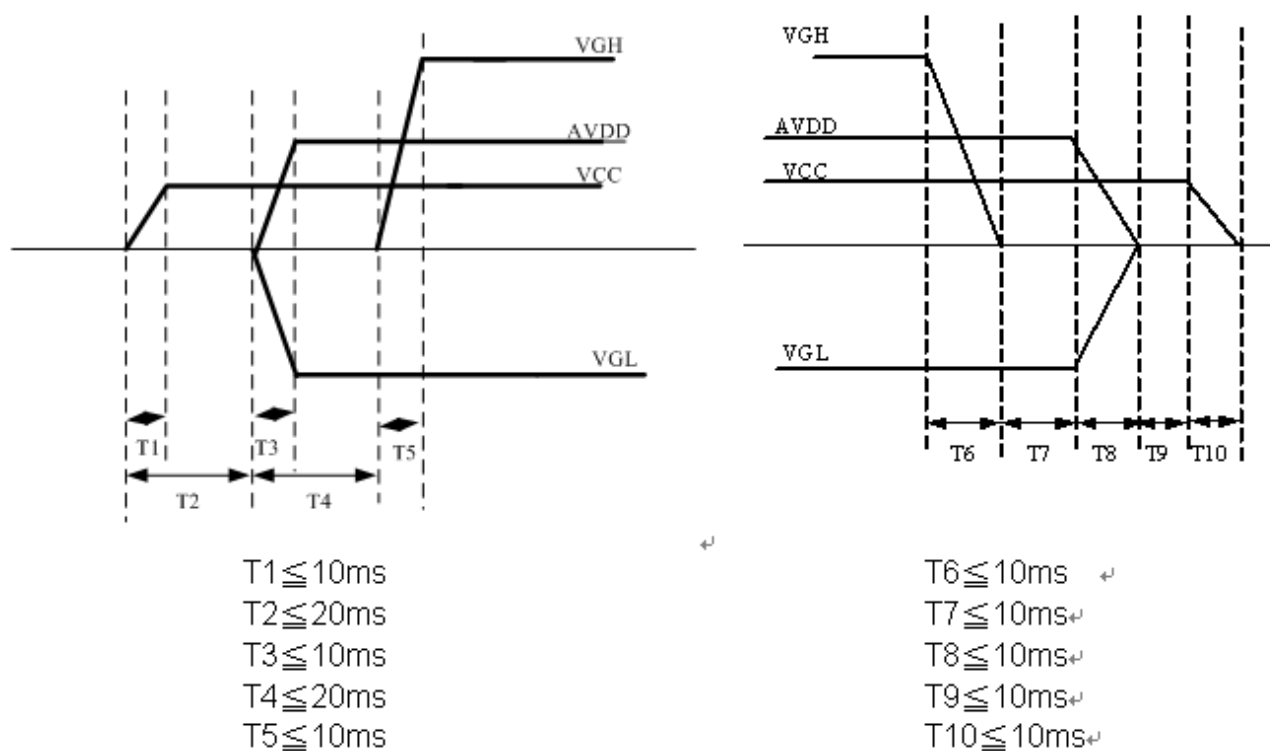 VGH
AVDD
VCC
VGL
T1
T3
T5
T2
T4
T1≦10ms
T2≦20ms
T3≦10ms
T4≦20ms
T5≦10ms
VGH
AVDD
VCC
VGL
T6
T7
T8
T9
T10
T6≦10ms
T7≦10ms
T8≦10ms
T9≦10ms
T10≦10ms